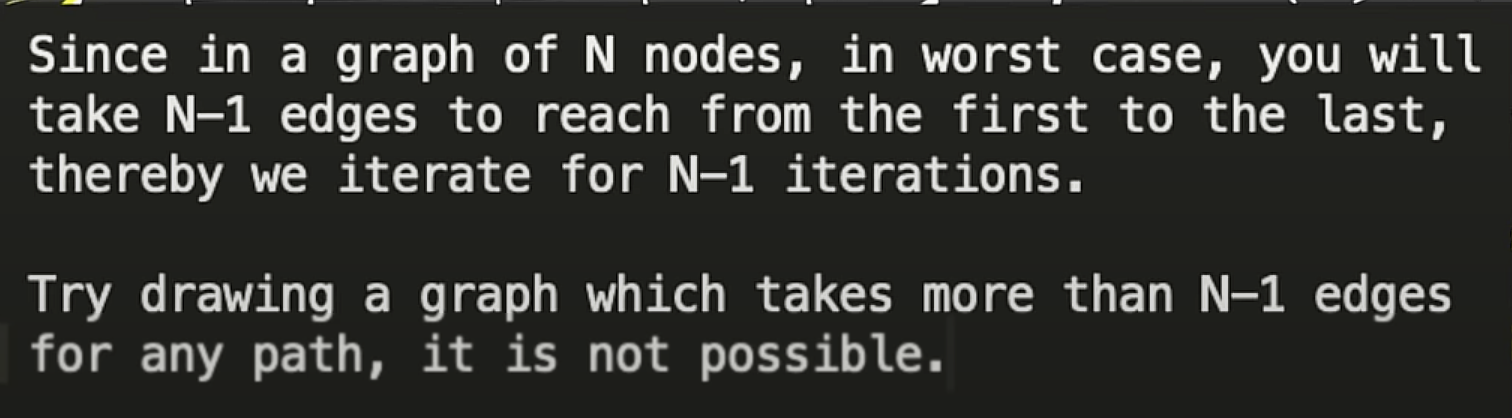 Since in a graph of N nodes, in worst case, you will
take N–1 edges to reach from the first to the last,
thereby we iterate for N–1 iterations.
Try drawing a graph which takes more than N–1 edges
for any path, it is not possible.